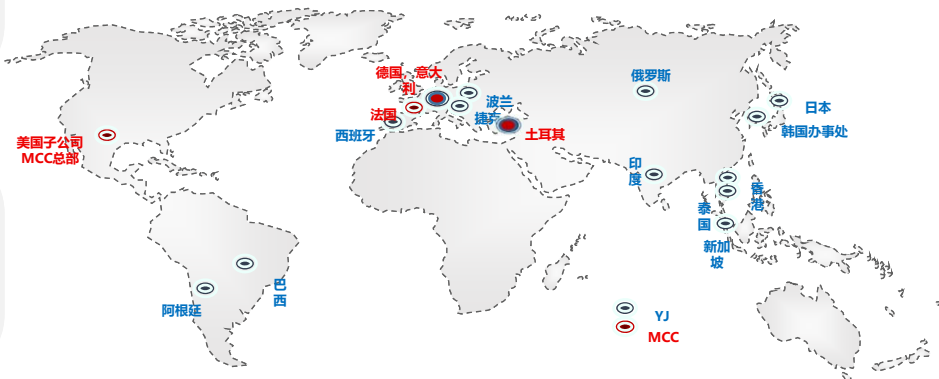 德国，意大
利
俄罗斯
法国
波兰
捷克
日本
西班牙
土耳其
韩国办事处
美国子公司
MCC总部
印
度
香
港
泰
国
新加
坡
巴
西
阿根廷
YJ
MCC